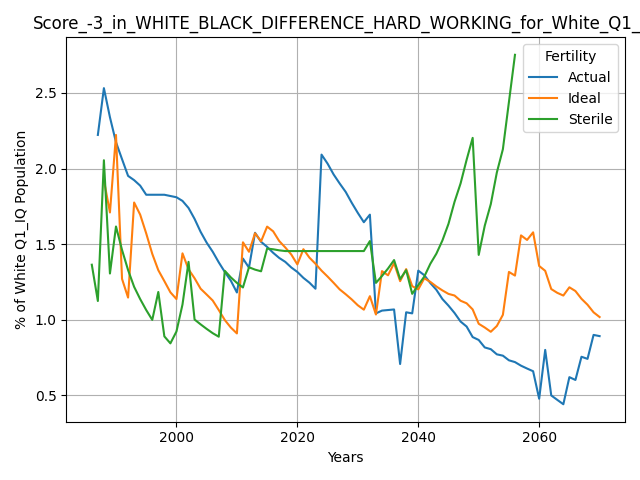 Score_-3_in_WHITE_BLACK_DIFFERENCE_HARD_WORKING_for_White_Q1_
Fertility
Actual
Ideal
Sterile
% of White Q1_IQ Population
2.5
2.0
1.5
1.0
0.5
2000
2020
2040
2060
Years